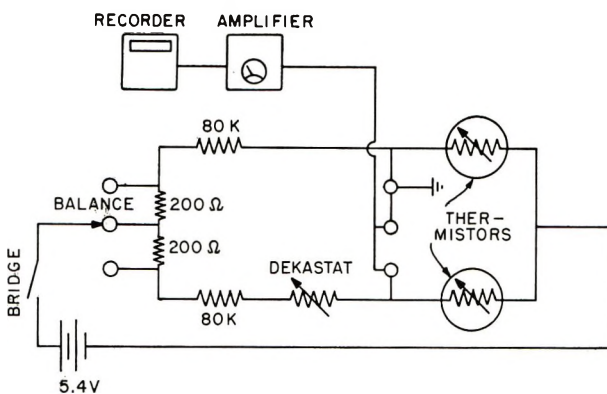 RECORDER AMPLIFIER
80 K
BALANCE
200 Ω
200 Ω
THER-
MISTORS
DEKASTAT
BRIDGE
80K
5.4V